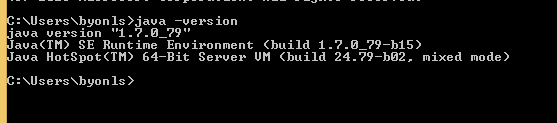 C:\Users\byonls>java -version
java version "1.7.0_79"
Java(TM) SE Runtime Environment (build 1.7.0_79-b15)
Java HotSpot(TM) 64-Bit Server VM (build 24.79-b02, mixed mode)
C:\Users\byonls>